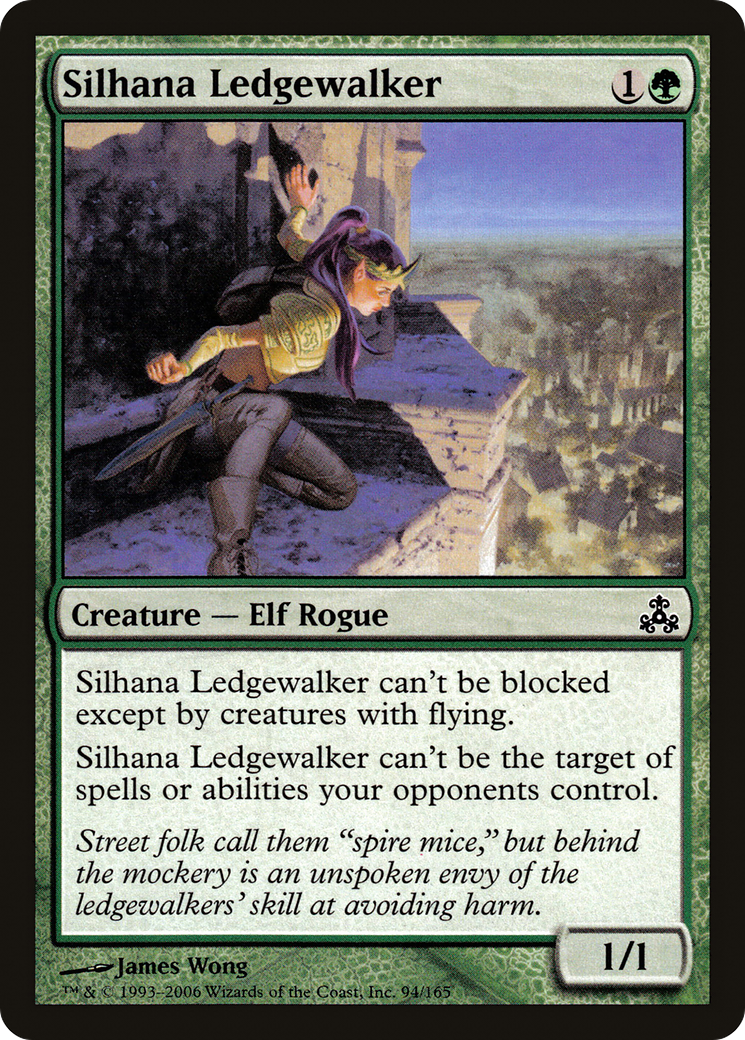 Silhana Ledgewalker 1
Creature — Elf Rogue
Silhana Ledgewalker can't be blocked
except by creatures with flying.
Silhana Ledgewalker can't be the target of
spells or abilities your opponents control.
Street folk call them “spire mice,” but behind
the mockery is an unspoken envy of the
ledgewalkers' skill at avoiding harm.
1/1
James Wong
™ & © 1993–2006 Wizards of the Coast, Inc. 94/165